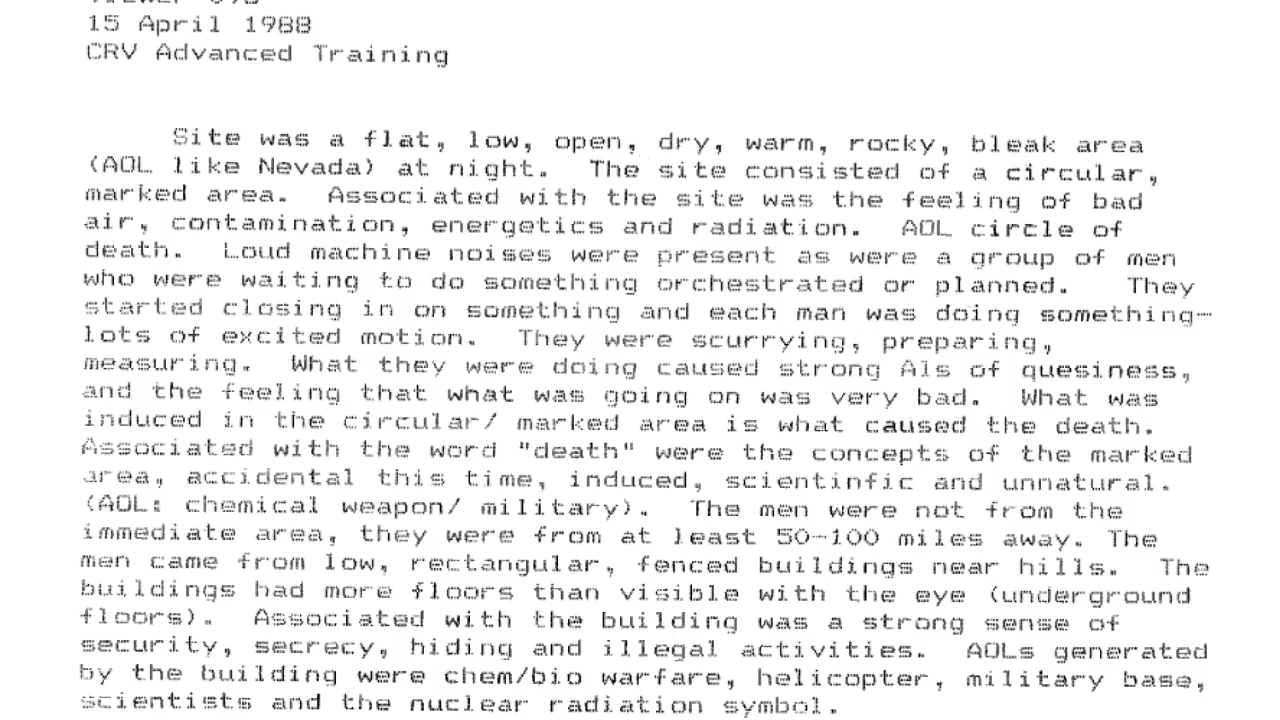 15 April 1988
CRV Advanced Training
Site was a flat, low, open, dry, warm, rocky, bleak area
(AOL like Nevada) at night. The site consisted of a circular,
marked area. Associated with the site was the feeling of bad
air, contamination, energetics and radiation. AOL circle of
death. Loud machine noises were present as were a group of men
who were waiting to do something orchestrated or planned. They
started closing in on something and each man was doing something-
lots of excited motion. They were scurrying, preparing,
measuring. What they were doing caused strong AIs of quesiness,
and the feeling that what was going on was very bad. What was
induced in the circular/ marked area is what caused the death.
Associated with the word "death" were the concepts of the marked
area, accidental this time, induced, scientinfic and unnatural.
(AOL: chemical weapon/ military). The men were not from the
immediate area, they were from at least 50-100 miles away. The
men came from low, rectangular, fenced buildings near hills. The
buildings had more floors than visible with the eye (underground
floors). Associated with the building was a strong sense of
security, secrecy, hiding and illegal activities. AOLs generated
by the building were chem/bio warfare, helicopter, military base,
scientists and the nuclear radiation symbol.